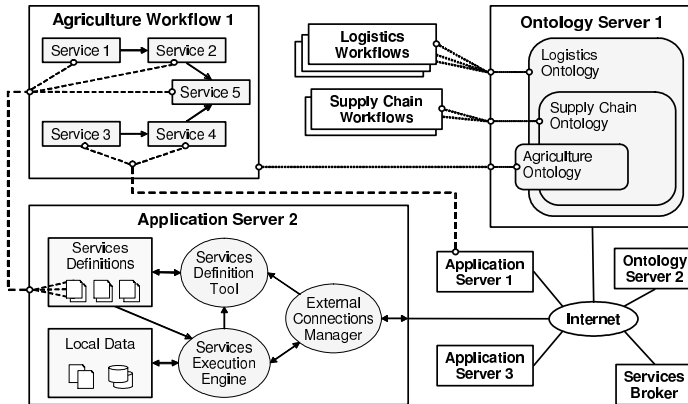 Agriculture Workflow 1
Service 1
Service 2
Service 5
Service 3
Service 4
Logistics
Workflows
Supply Chain
Workflows
Ontology Server 1
Logistics
Ontology
Supply Chain
Ontology
Agriculture
Ontology
Application Server 2
Services
Definitions
Services
Definition
Tool
External
Connections
Manager
Local Data
Services
Execution
Engine
Application
Server 1
Ontology
Server 2
Internet
Application
Server 3
Services
Broker